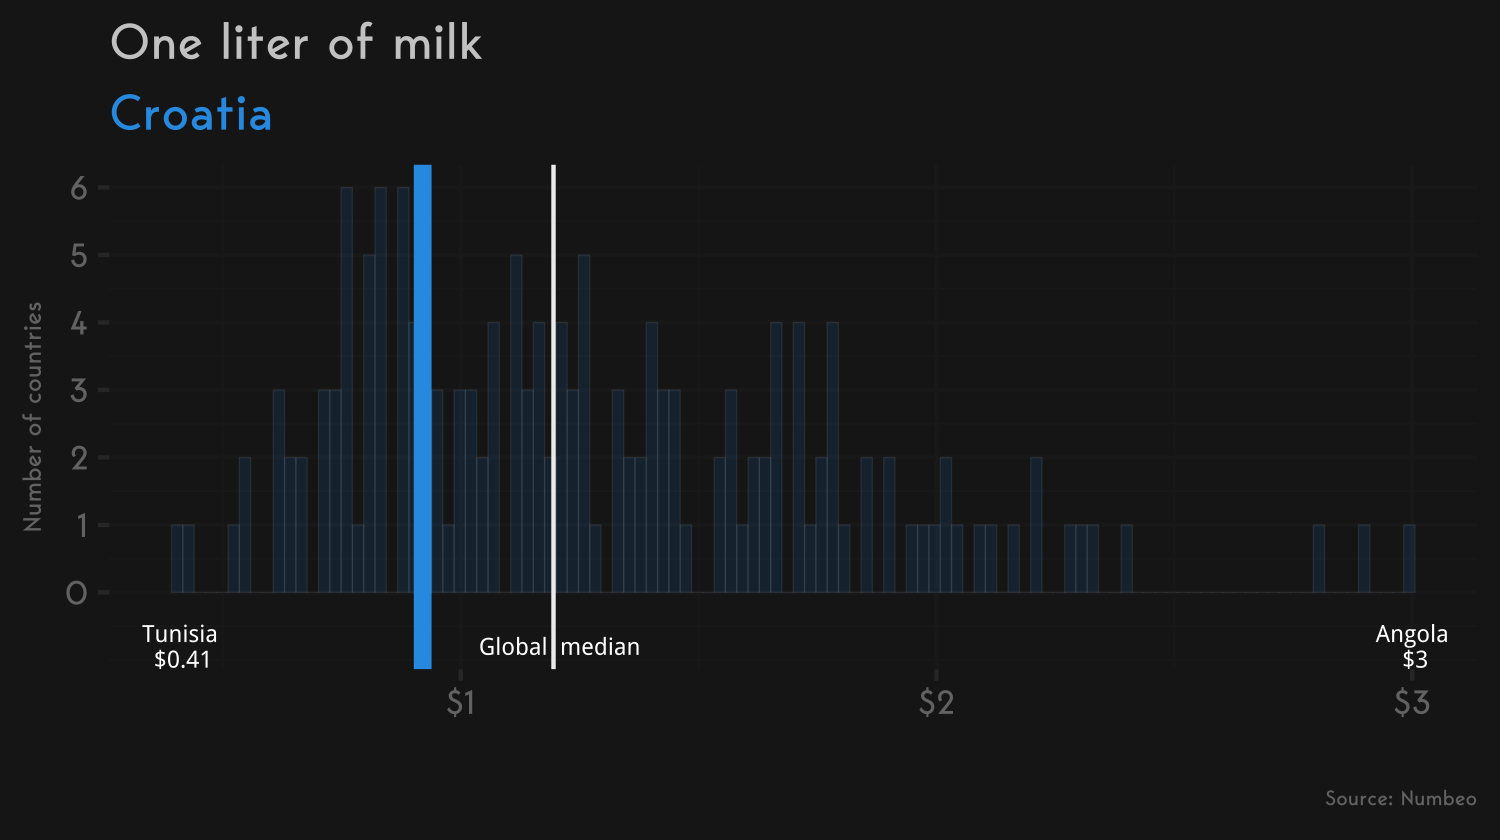 One liter of milk
Croatia
Number of countries
6
5
4
3
2
1
0
Tunisia
$0.41
Global median
Angola
$3
$1
$2
$3
Source: Numbeo